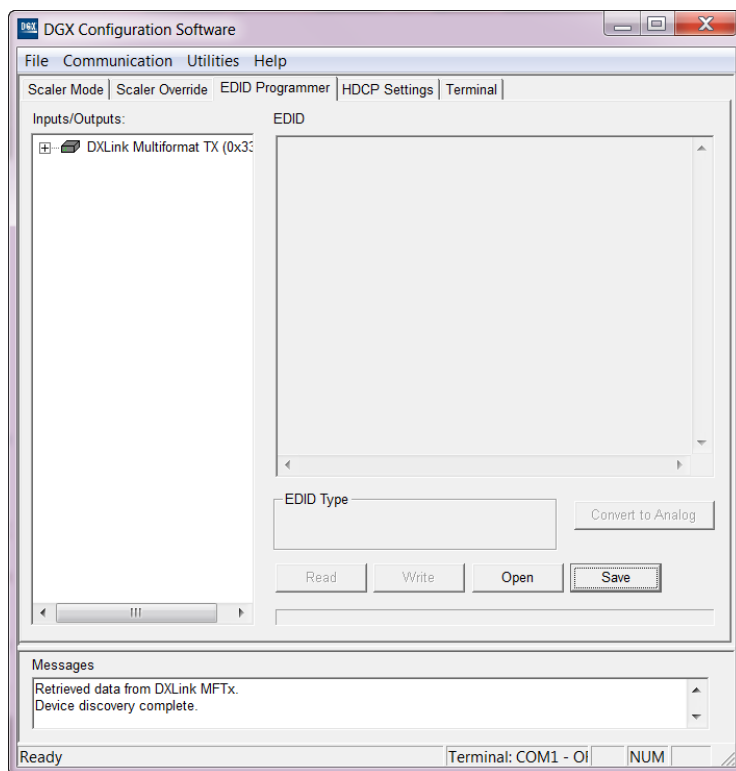 DGX DGX Configuration Software
File Communication Utilities Help
Scaler Mode Scaler Override EDID Programmer HDCP Settings Terminal
Inputs/Outputs: EDID
DXLink Multiformat TX (0x33
EDID Type
Convert to Analog
Read Write Open Save
Messages
Retrieved data from DXLink MFTx.
Device discovery complete.
Ready Terminal: COM1 - NUM